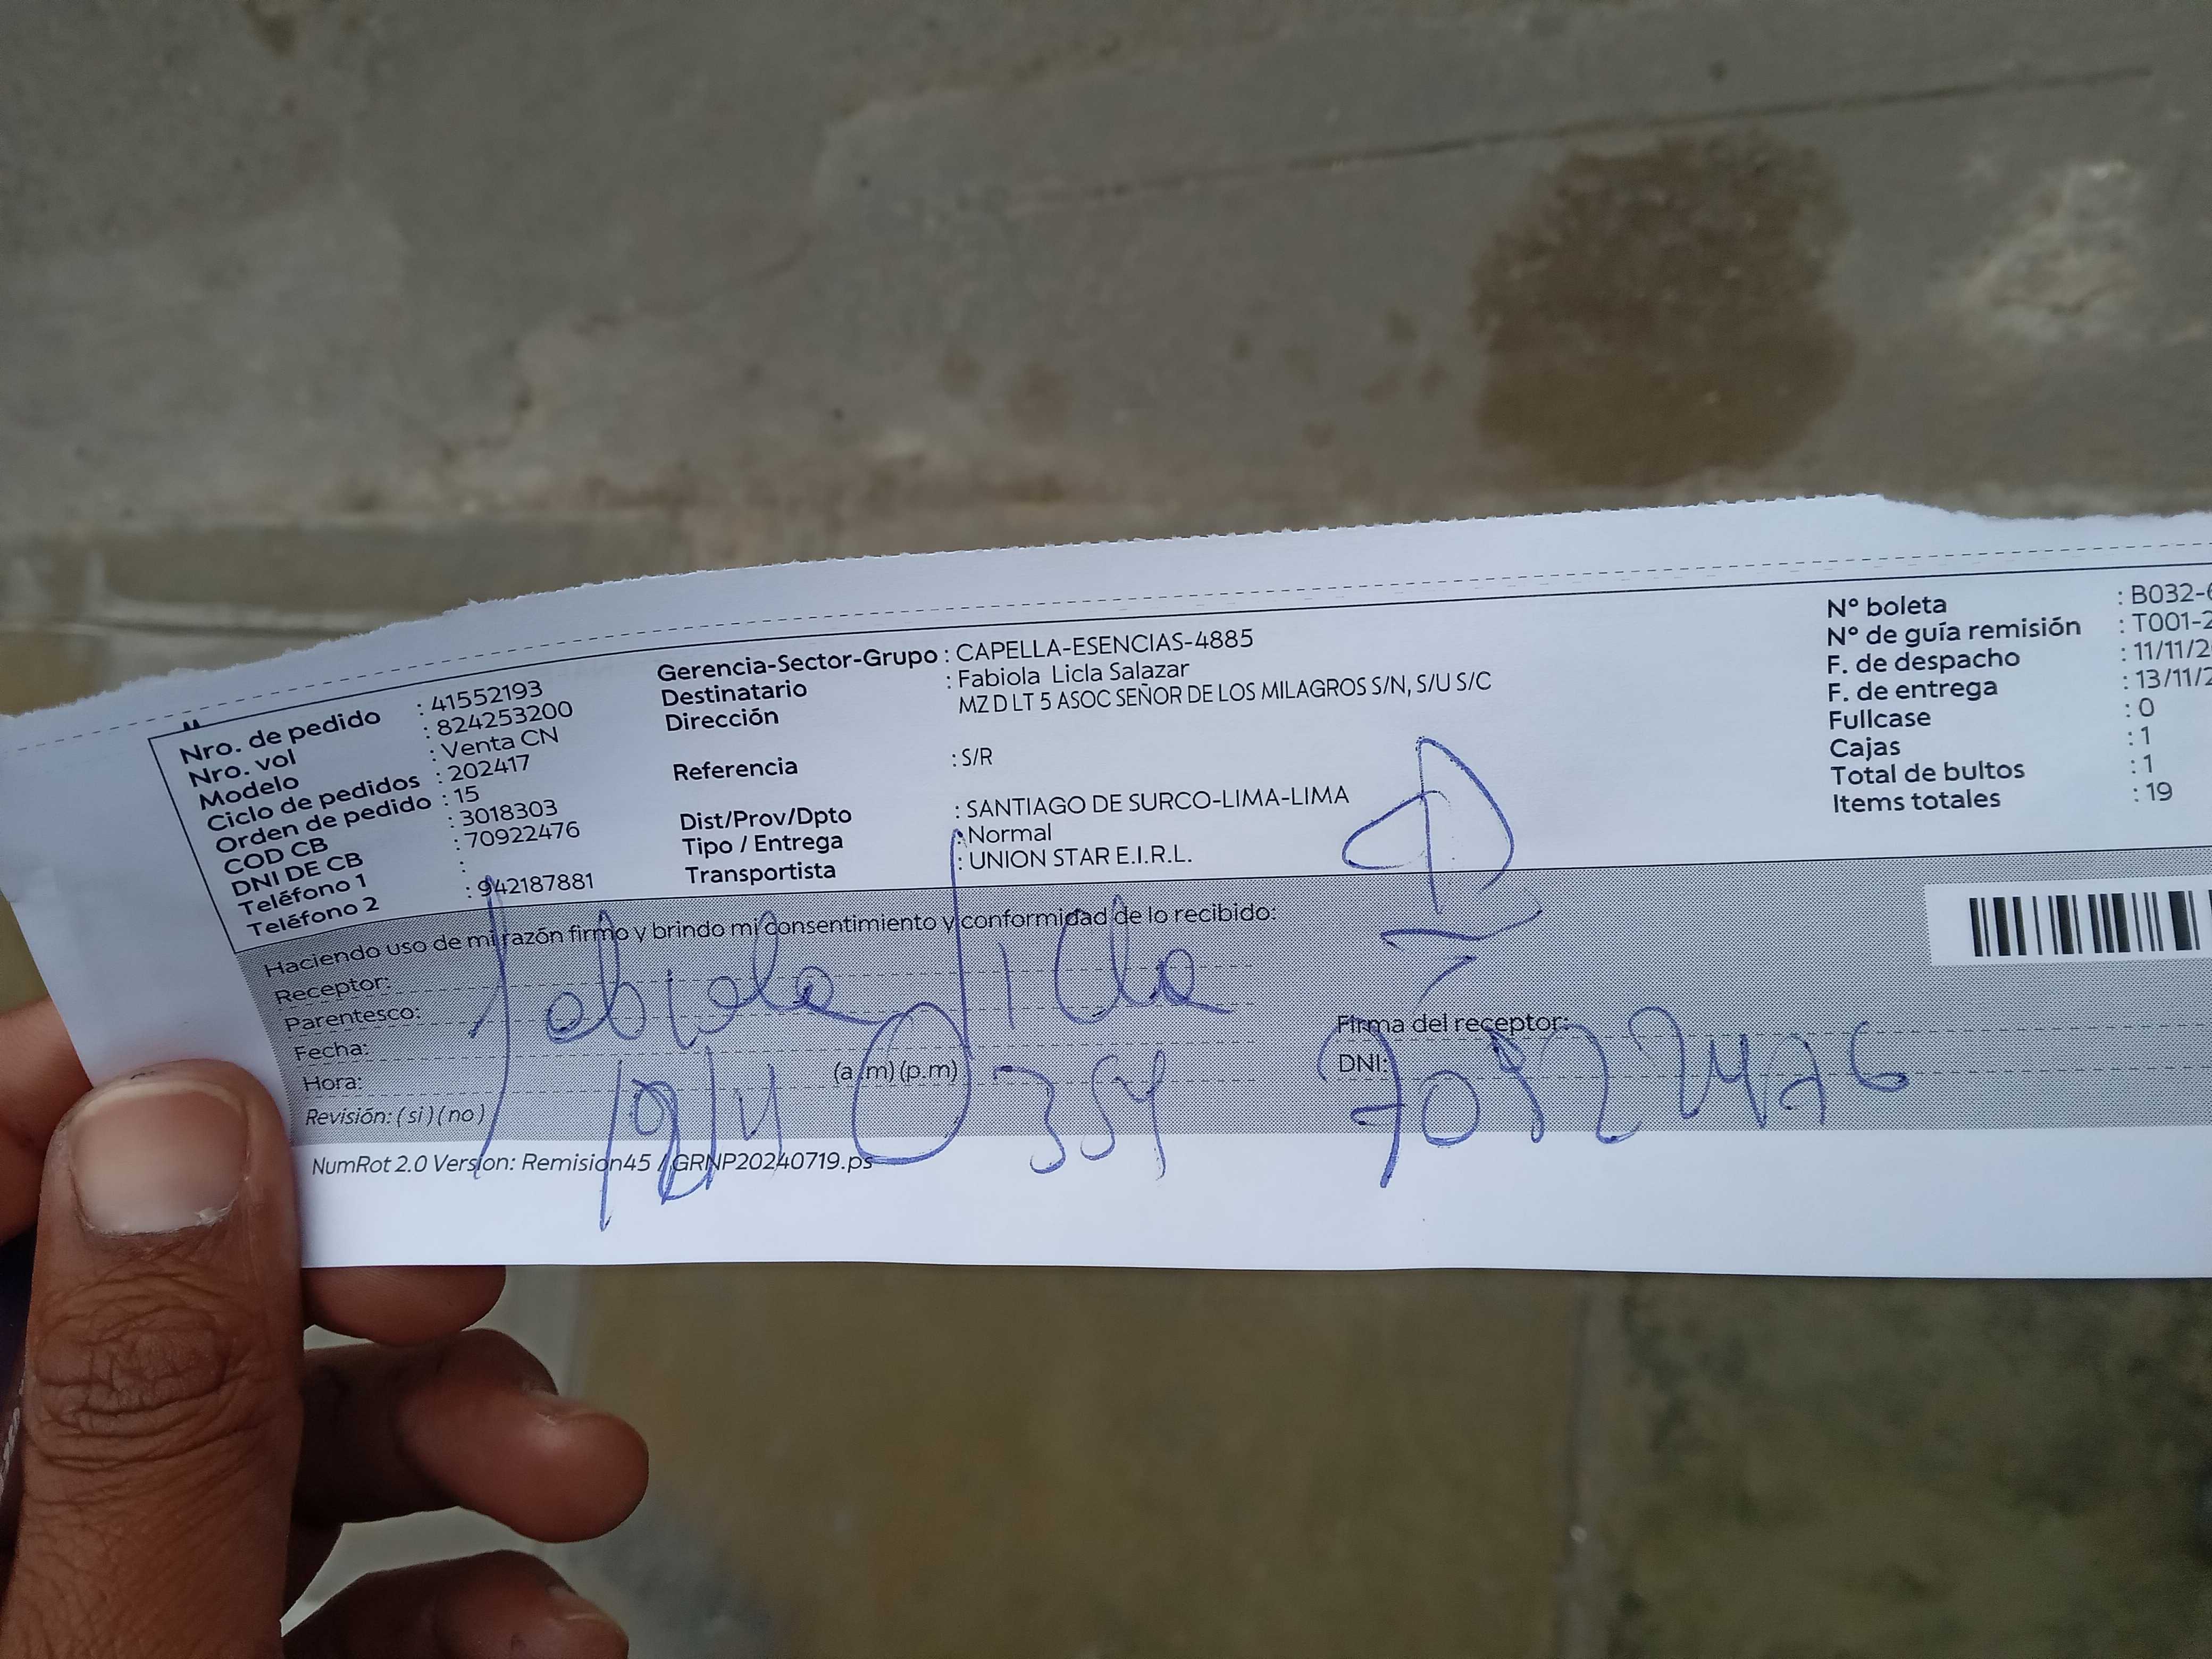 Nro. de pedido : 41552193
Nro. vol : 824253200
Modelo : Venta CN
Ciclo de pedidos : 202417
Orden de pedido : 15
COD CB : 3018303
DNI DE CB : 70922476
Teléfono 1 :
Teléfono 2 : 942187881
Gerencia-Sector-Grupo : CAPELLA-ESENCIAS-4885
Destinatario : Fabiola Licla Salazar
Dirección MZ D LT 5 ASOC SEÑOR DE LOS MILAGROS S/N, S/U S/C
Referencia : S/R
Dist/Prov/Dpto : SANTIAGO DE SURCO-LIMA-LIMA
Tipo / Entrega : Normal
Transportista : UNION STAR E.I.R.L.
N° boleta : B032-
N° de guía remisión : T001-2
F. de despacho : 11/11/2
F. de entrega : 13/11/2
Fullcase : 0
Cajas : 1
Total de bultos : 1
Items totales : 19
Haciendo uso de mi razón firmo y brindo mi consentimiento y conformidad de lo recibido:
Receptor: Fabiola Licla
Parentesco:
Fecha:
Hora: (a.m) (p.m) 354
Revisión: ( si ) ( no )
Firma del receptor:
DNI: 70922476
NumRot 2.0 Version: Remision45 / GRNP20240719.ps